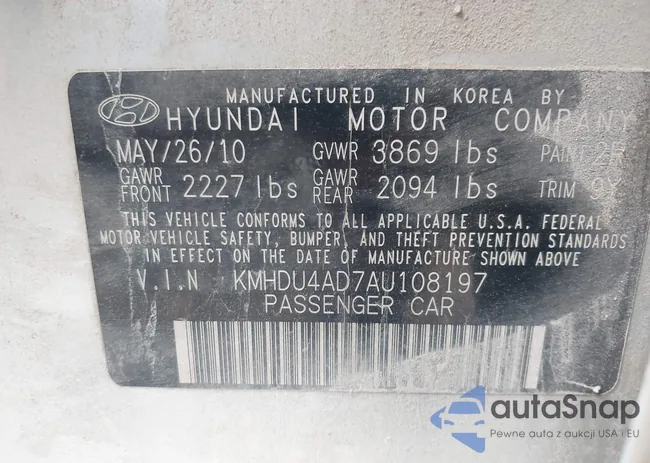 MANUFACTURED IN KOREA BY
HYUNDAI MOTOR COMPANY
MAY/26/10 GVWR 3869 lbs PAINT 2R
GAWR FRONT 2227 lbs GAWR REAR 2094 lbs TRIM 9Y
THIS VEHICLE CONFORMS TO ALL APPLICABLE U.S.A. FEDERAL
MOTOR VEHICLE SAFETY, BUMPER, AND THEFT PREVENTION STANDARDS
IN EFFECT ON THE DATE OF MANUFACTURE SHOWN ABOVE
V.I.N KMHDU4AD7AU108197
PASSENGER CAR
autaSnap
Pewne auta z aukcji USA i EU